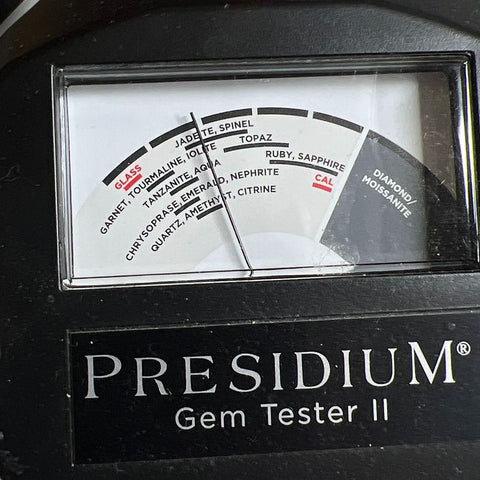 JADEITE, SPINEL
TOPAZ
GLASS
GARNET, TOURMALINE, IOLITE
RUBY, SAPPHIRE
TANZANITE, AQUA
CAL
CHRYSOPRASE, EMERALD, NEPHRITE
QUARTZ, AMETHYST, CITRINE
DIAMOND/
MOISSANITE
PRESIDIUM®
Gem Tester II